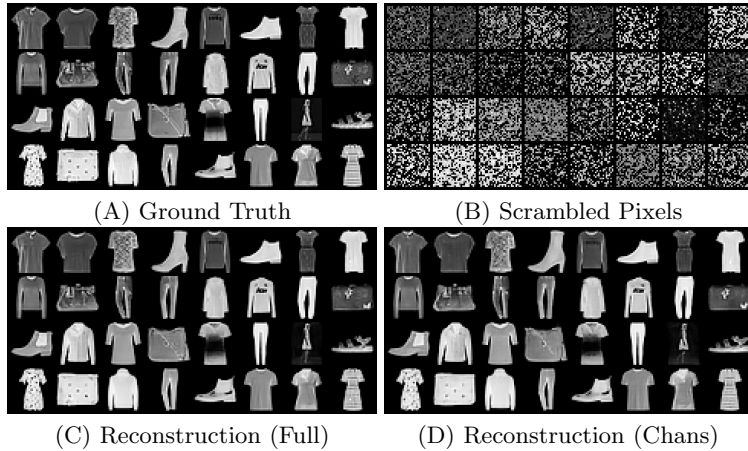 (A) Ground Truth
(B) Scrambled Pixels
(C) Reconstruction (Full)
(D) Reconstruction (Chans)